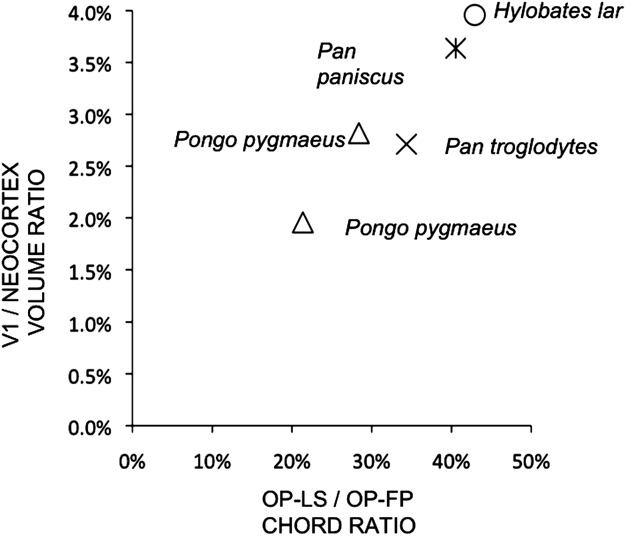 4.0%
Hylobates lar
3.5%
Pan
paniscus
3.0%
Pongo pygmaeus
Pan troglodytes
2.5%
2.0%
Pongo pygmaeus
1.5%
1.0%
0.5%
0.0%
V1 / NEOCORTEX
VOLUME RATIO
0%
10%
20%
30%
40%
50%
OP-LS / OP-FP
CHORD RATIO